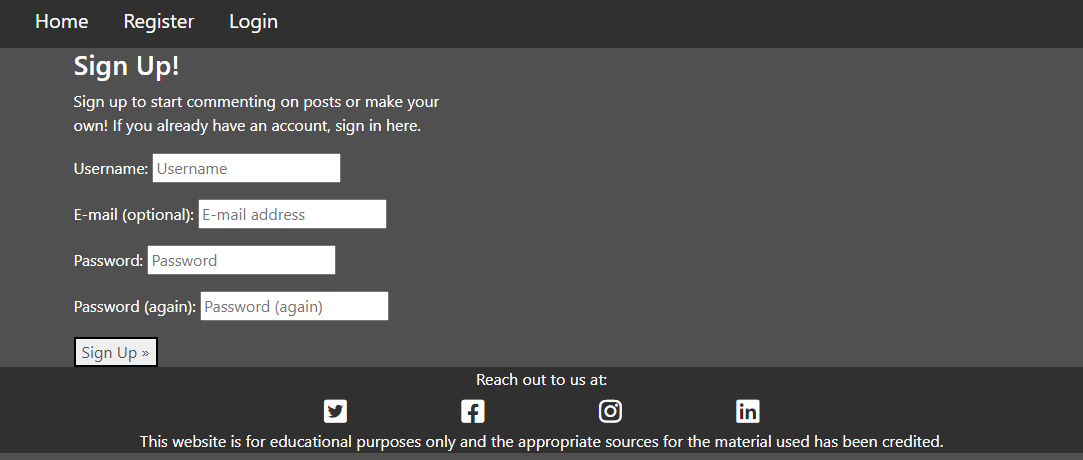 Home Register Login
Sign Up!
Sign up to start commenting on posts or make your
own! If you already have an account, sign in here.
Username: Username
E-mail (optional): E-mail address
Password: Password
Password (again): Password (again)
Sign Up »
Reach out to us at:
This website is for educational purposes only and the appropriate sources for the material used has been credited.